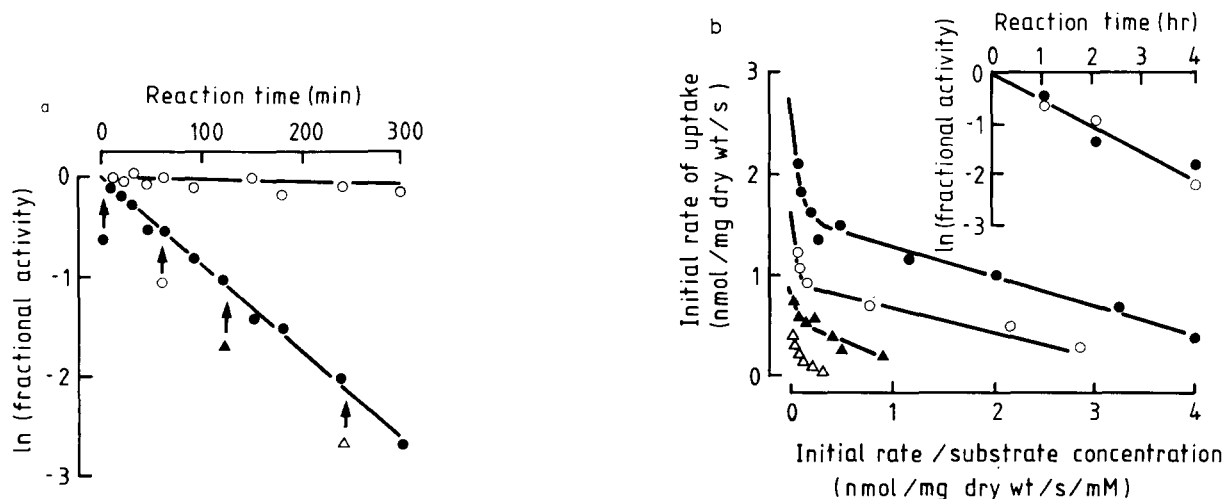 a
Reaction time (min)
0 100 200 300
0
-1
-2
-3
ln (fractional activity)
b
Initial rate of uptake
(nmol/mg dry wt/s)
3
2
1
0
0 1 2 3 4
Initial rate/substrate concentration
(nmol/mg dry wt/s/mM)
Reaction time (hr)
0 1 2 4
0
-1
-2
-3
ln (fractional activity)